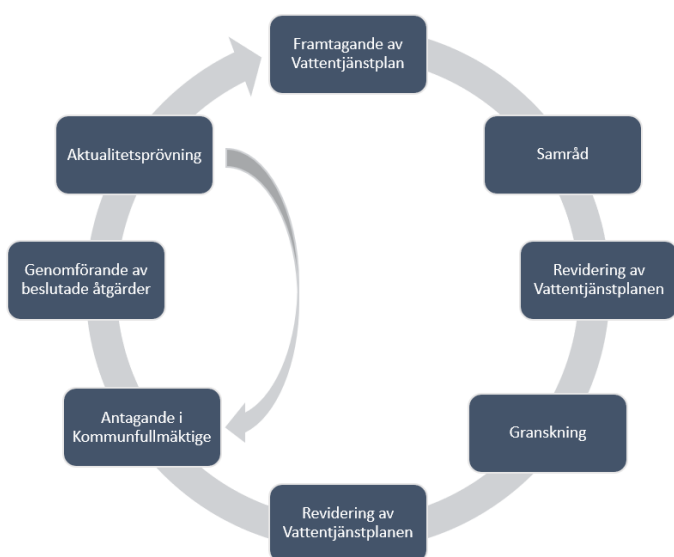 Framtagande av
Vattentjänstplan
Samråd
Revidering av
Vattentjänstplanen
Granskning
Revidering av
Vattentjänstplanen
Antagande i
Kommunfullmäktige
Genomförande av
beslutade åtgärder
Aktualitetsprövning